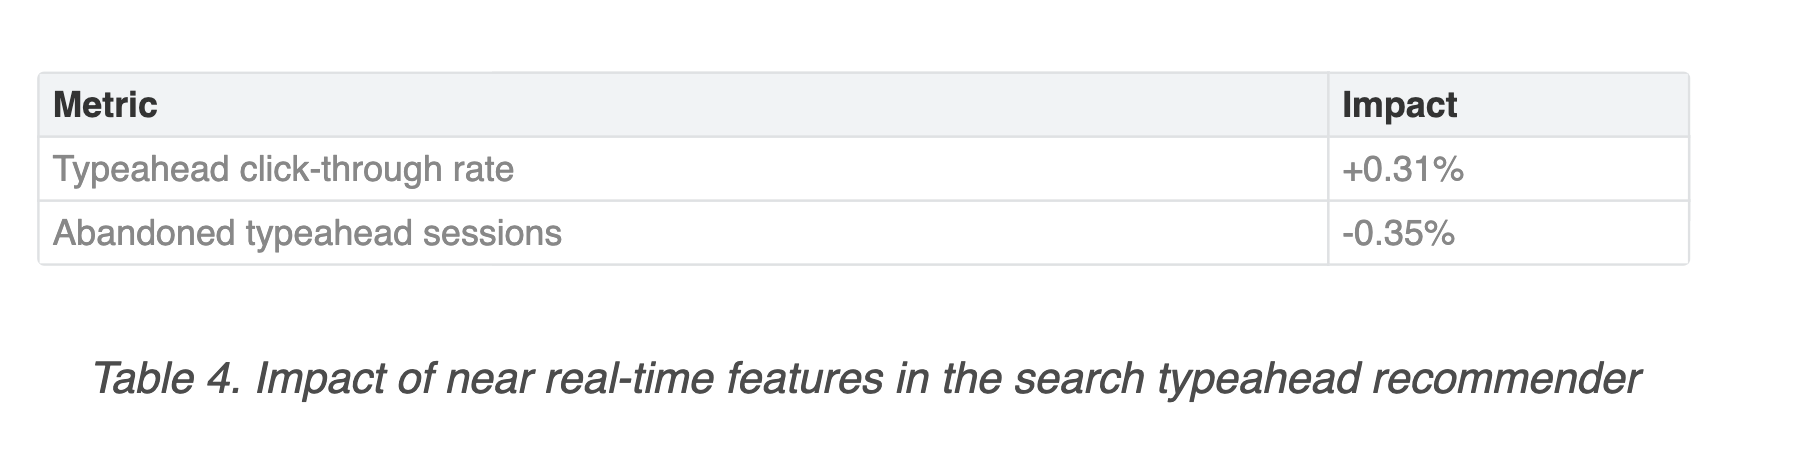 Metric Impact
Typeahead click-through rate +0.31%
Abandoned typeahead sessions -0.35%
Table 4. Impact of near real-time features in the search typeahead recommender